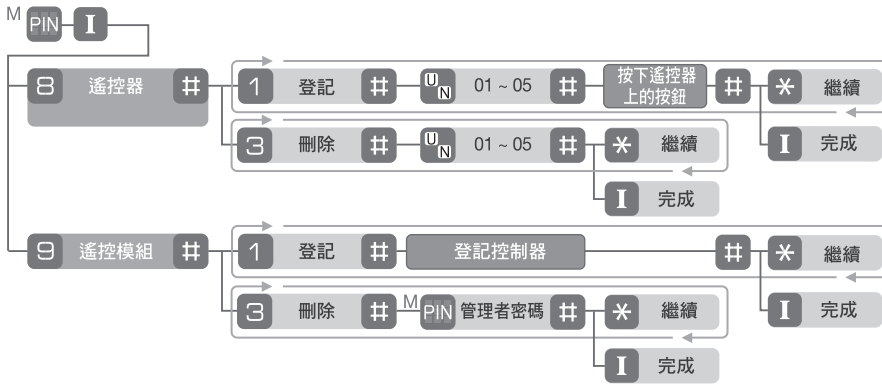 M PIN I
8 遙控器 # 1 登記 # UN 01 ~ 05 # 按下遙控器
上的按鈕 # * 繼續
I 完成
3 刪除 # UN 01 ~ 05 # * 繼續
I 完成
9 遙控模組 # 1 登記 # 登記控制器 # * 繼續
I 完成
3 刪除 # M PIN 管理者密碼 # * 繼續
I 完成